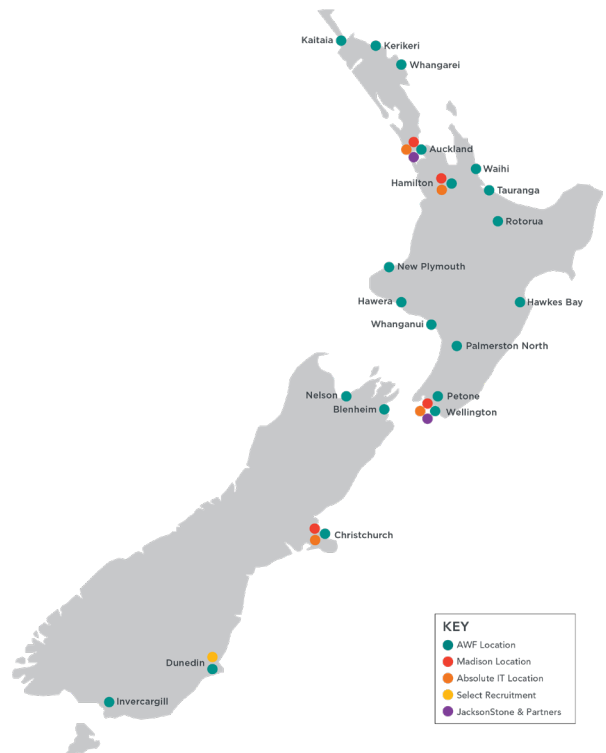 Kaitaia
Kerikeri
Whangarei
Auckland
Waihi
Hamilton
Tauranga
Rotorua
New Plymouth
Hawera
Hawkes Bay
Whanganui
Palmerston North
Nelson
Petone
Blenheim
Wellington
Christchurch
Dunedin
Invercargill
KEY
AWF Location
Madison Location
Absolute IT Location
Select Recruitment
JacksonStone & Partners